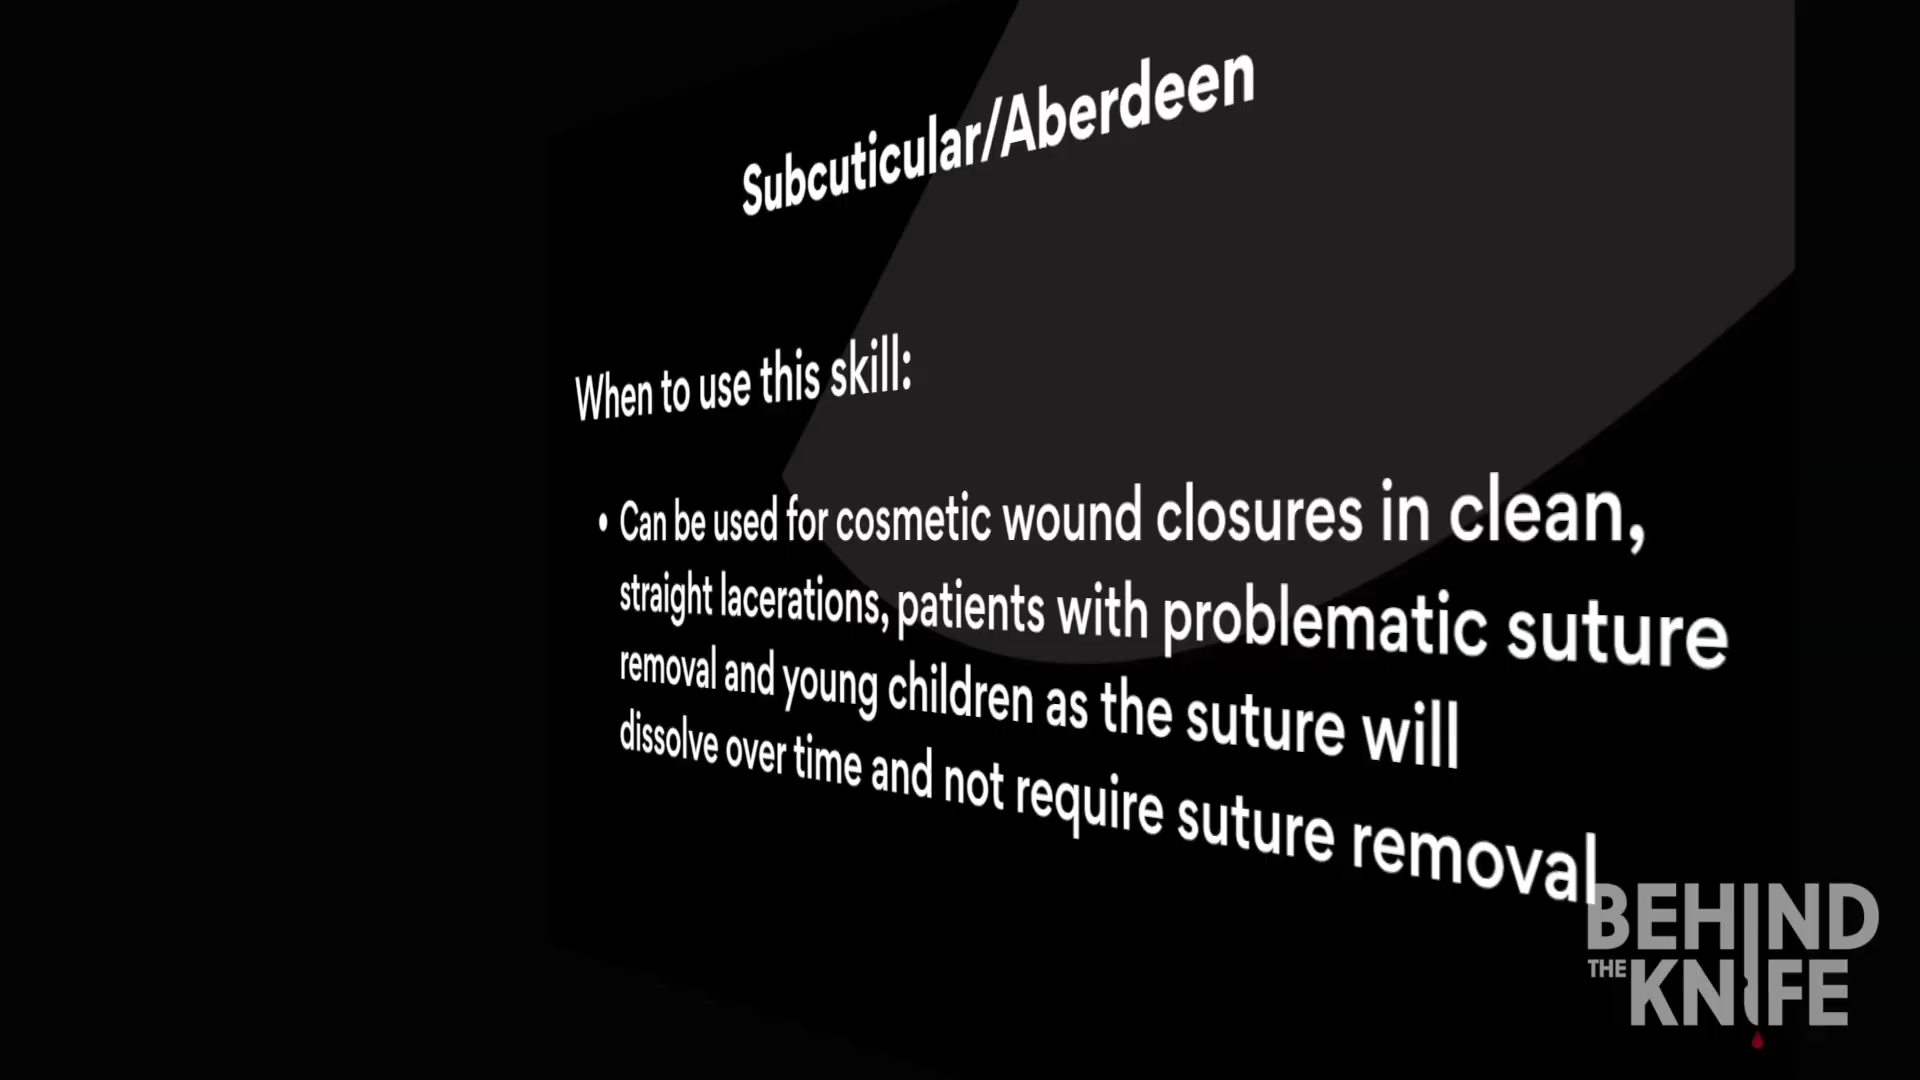 Subcuticular/Aberdeen
When to use this skill:
• Can be used for cosmetic wound closures in clean,
straight lacerations, patients with problematic suture
removal and young children as the suture will
dissolve over time and not require suture removal
BEHIND
THE KNIFE